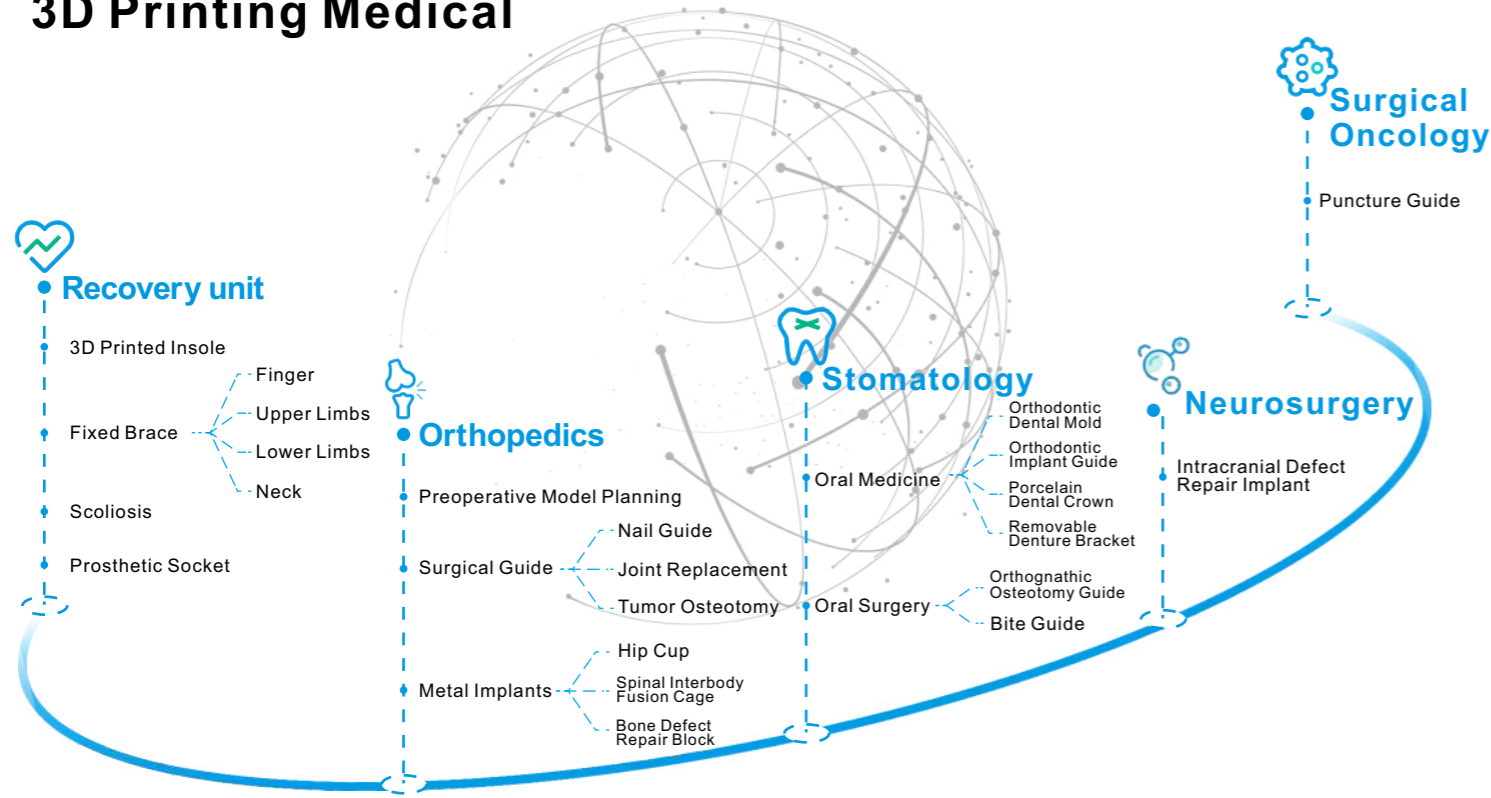 3D Printing Medical
Recovery unit
3D Printed Insole
Fixed Brace
Finger
Upper Limbs
Lower Limbs
Neck
Scoliosis
Prosthetic Socket
Orthopedics
Preoperative Model Planning
Surgical Guide
Nail Guide
Joint Replacement
Tumor Osteotomy
Metal Implants
Hip Cup
Spinal Interbody
Fusion Cage
Bone Defect
Repair Block
Stomatology
Oral Medicine
Orthodontic
Dental Mold
Orthodontic
Implant Guide
Porcelain
Dental Crown
Removable
Denture Bracket
Oral Surgery
Orthognathic
Osteotomy Guide
Bite Guide
Neurosurgery
Intracranial Defect
Repair Implant
Surgical
Oncology
Puncture Guide